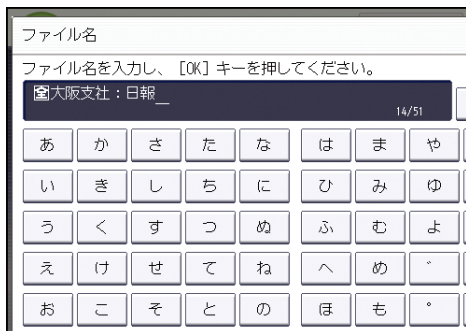 ファイル名
ファイル名を入力し、[OK] キーを押してください。
全大阪支社：日報_
14/51
あ か さ た な は ま や
い き し ち に ひ み ゆ
う く す つ ぬ ふ む よ
え け せ て ね へ め ゛
お こ そ と の ほ も ゜